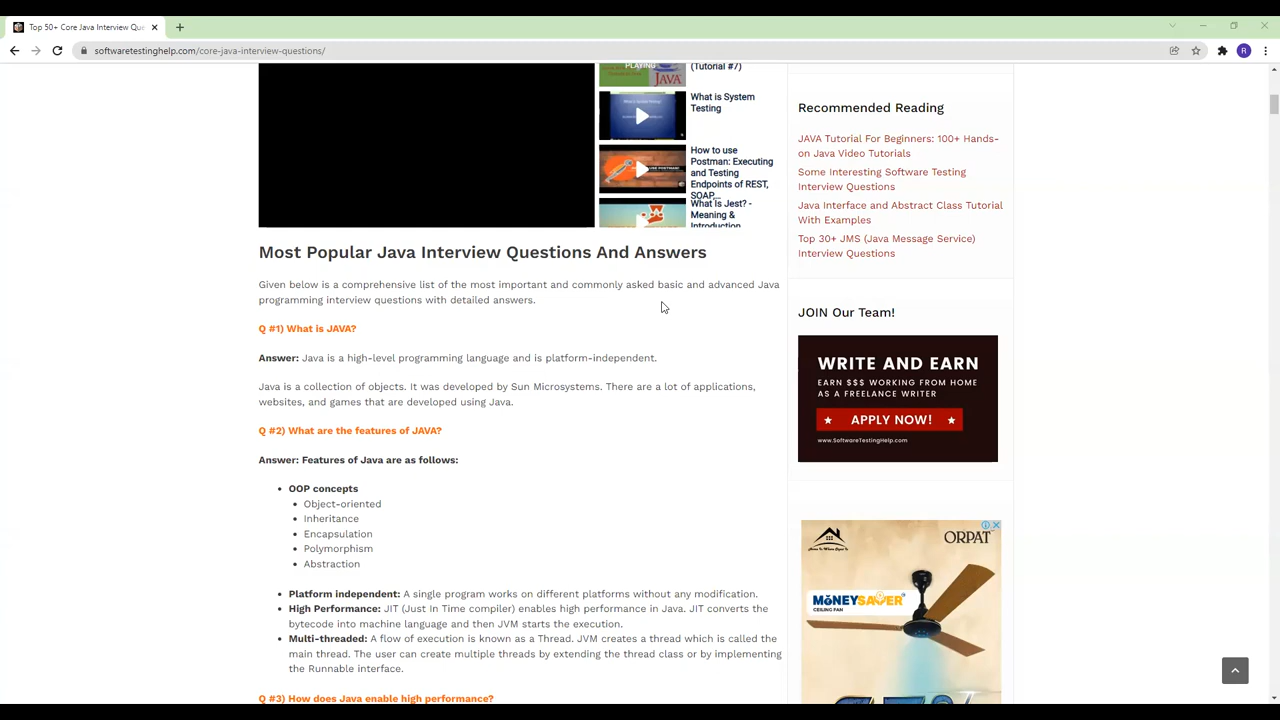 Top 50+ Core Java Interview Que
softwaretestinghelp.com/core-java-interview-questions/
R
PLAYING
JAVA
(Tutorial #7)
What is System
Testing
How to use
Postman: Executing
and Testing
Endpoints of REST,
SOAP...
What Is Jest? -
Meaning &
Introduction
Most Popular Java Interview Questions And Answers
Given below is a comprehensive list of the most important and commonly asked basic and advanced Java
programming interview questions with detailed answers.
Q #1) What is JAVA?
Answer: Java is a high-level programming language and is platform-independent.
Java is a collection of objects. It was developed by Sun Microsystems. There are a lot of applications,
websites, and games that are developed using Java.
Q #2) What are the features of JAVA?
Answer: Features of Java are as follows:
OOP concepts
Object-oriented
Inheritance
Encapsulation
Polymorphism
Abstraction
Platform independent: A single program works on different platforms without any modification.
High Performance: JIT (Just In Time compiler) enables high performance in Java. JIT converts the
bytecode into machine language and then JVM starts the execution.
Multi-threaded: A flow of execution is known as a Thread. JVM creates a thread which is called the
main thread. The user can create multiple threads by extending the thread class or by implementing
the Runnable interface.
Q #3) How does Java enable high performance?
Recommended Reading
JAVA Tutorial For Beginners: 100+ Hands-
on Java Video Tutorials
Some Interesting Software Testing
Interview Questions
Java Interface and Abstract Class Tutorial
With Examples
Top 30+ JMS (Java Message Service)
Interview Questions
JOIN Our Team!
WRITE AND EARN
EARN $$$ WORKING FROM HOME
AS A FREELANCE WRITER
APPLY NOW!
www.SoftwareTestingHelp.com
ORPAT
MONEYSAVER
CEILING FAN